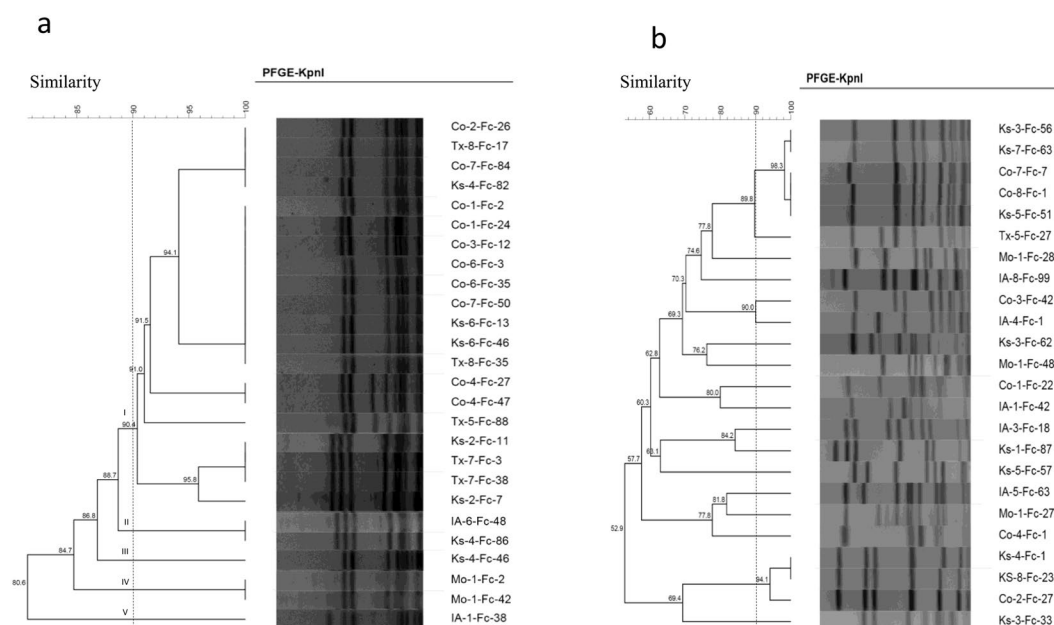 a
PFGE-KpnI
Similarity
85
90
95
100
Co-2-Fc-26
Tx-8-Fc-17
Co-7-Fc-84
Ks-4-Fc-82
Co-1-Fc-2
Co-1-Fc-24
Co-3-Fc-12
94.1
Co-6-Fc-3
Co-6-Fc-35
Co-7-Fc-50
91.5
Ks-6-Fc-13
Ks-6-Fc-46
Tx-8-Fc-35
91.0
Co-4-Fc-27
Co-4-Fc-47
I
Tx-5-Fc-88
90.4
Ks-2-Fc-11
Tx-7-Fc-3
88.7
95.8
Tx-7-Fc-38
Ks-2-Fc-7
86.8
II
IA-6-Fc-48
Ks-4-Fc-86
84.7
III
Ks-4-Fc-46
80.6
IV
Mo-1-Fc-2
Mo-1-Fc-42
V
IA-1-Fc-38
b
PFGE-KpnI
Similarity
60
70
80
90
100
Ks-3-Fc-56
Ks-7-Fc-63
98.3
Co-7-Fc-7
Co-8-Fc-1
89.8
Ks-5-Fc-51
77.8
Tx-5-Fc-27
74.6
Mo-1-Fc-28
70.3
IA-8-Fc-99
Co-3-Fc-42
90.0
69.3
IA-4-Fc-1
Ks-3-Fc-62
76.2
62.8
Mo-1-Fc-48
Co-1-Fc-22
80.0
60.3
IA-1-Fc-42
IA-3-Fc-18
84.2
63.1
Ks-1-Fc-87
57.7
Ks-5-Fc-57
IA-5-Fc-63
81.8
52.9
77.8
Mo-1-Fc-27
Co-4-Fc-1
Ks-4-Fc-1
94.1
KS-8-Fc-23
69.4
Co-2-Fc-27
Ks-3-Fc-33